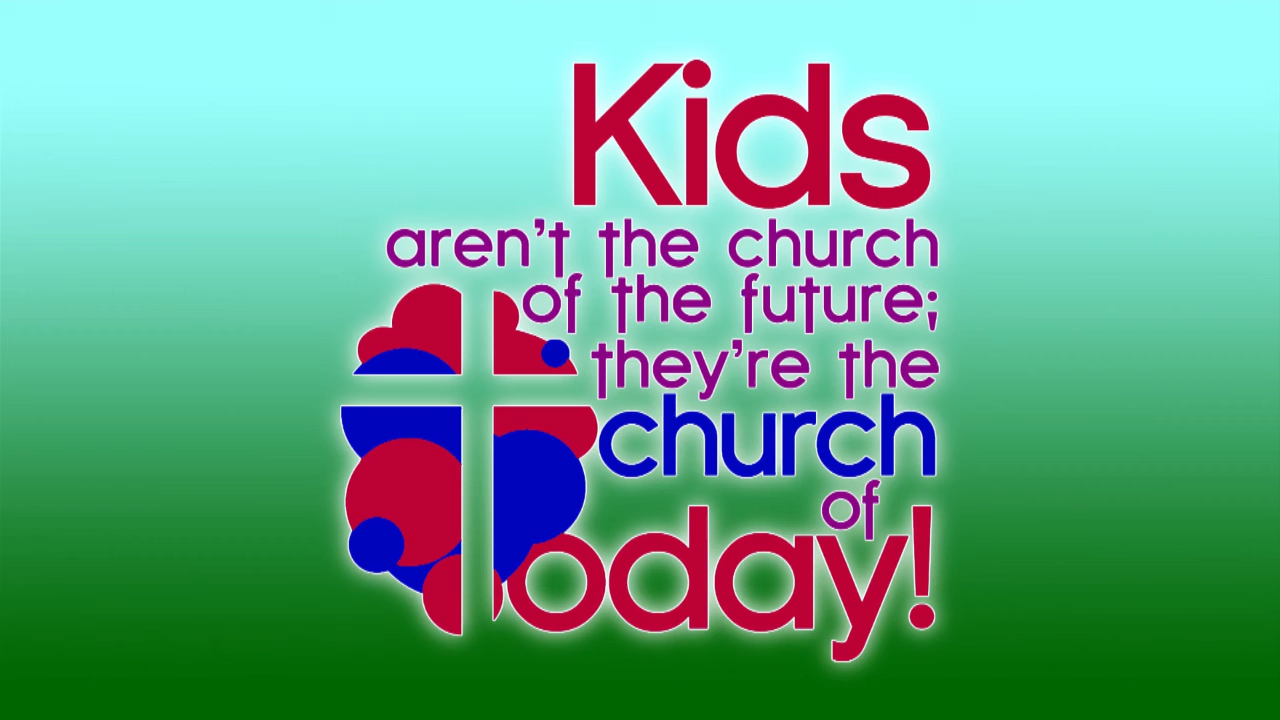 Kids
aren't the church
of the future;
they're the
church
of
Today!